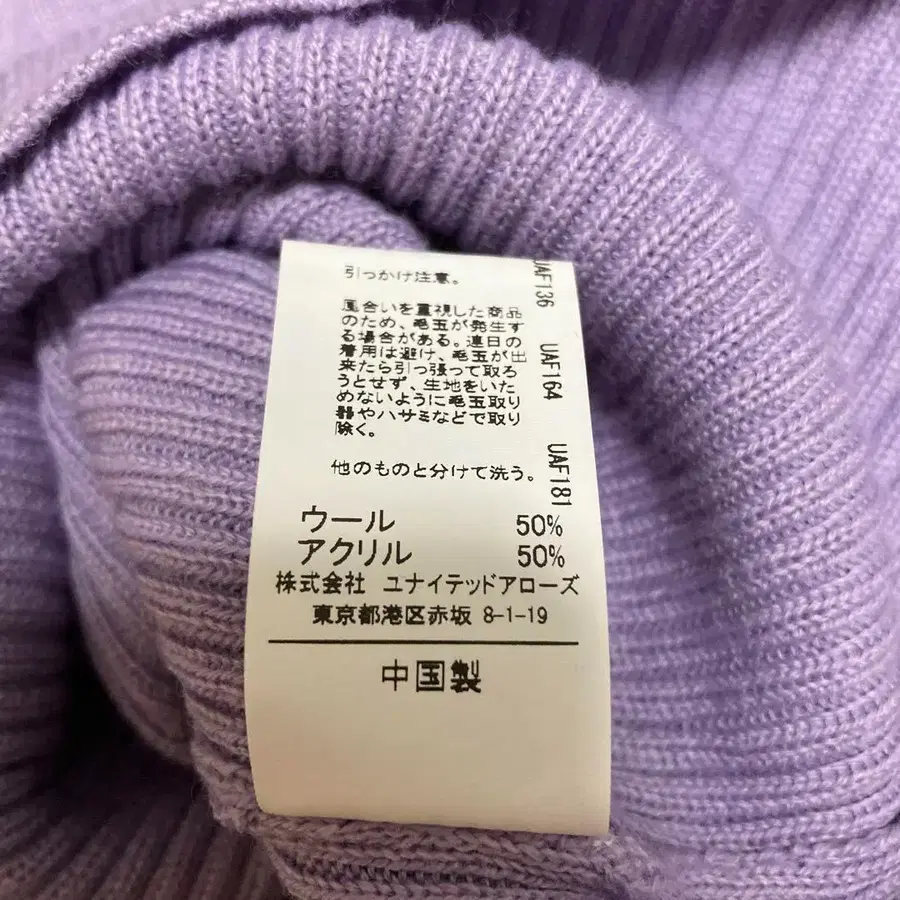 引っかけ注意。
風合いを重視した商品
のため、毛玉が発生す
る場合がある。連日の
着用は避け、毛玉が出
来たら引っ張って取ろ
うとせず、生地をいた
めないように毛玉取り
器やハサミなどで取り
除く。
他のものと分けて洗う。
UAF136 UAF164 UAF181
ウール 50%
アクリル 50%
株式会社 ユナイテッドアローズ
東京都港区赤坂 8-1-19
中国製